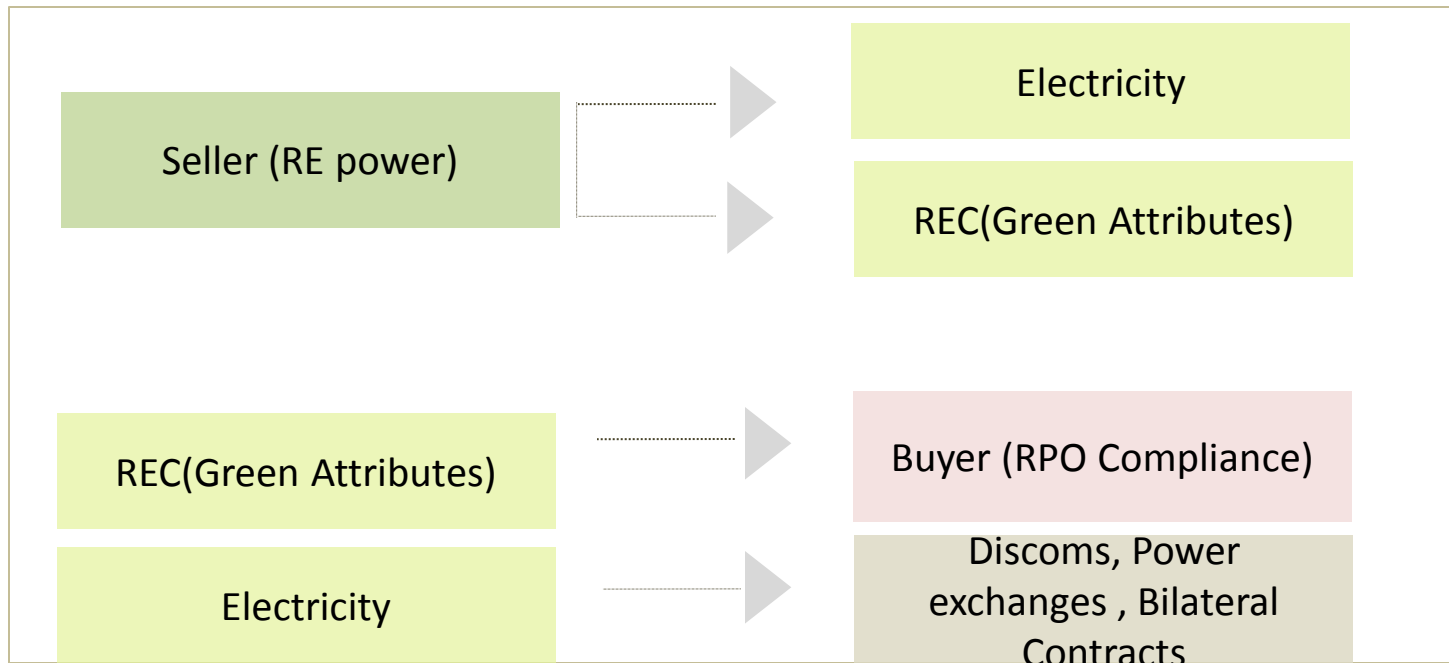 Electricity
Seller (RE power)
REC(Green Attributes)
Buyer (RPO Compliance)
REC(Green Attributes)
Discoms, Power
exchanges , Bilateral
Contracts
Electricity